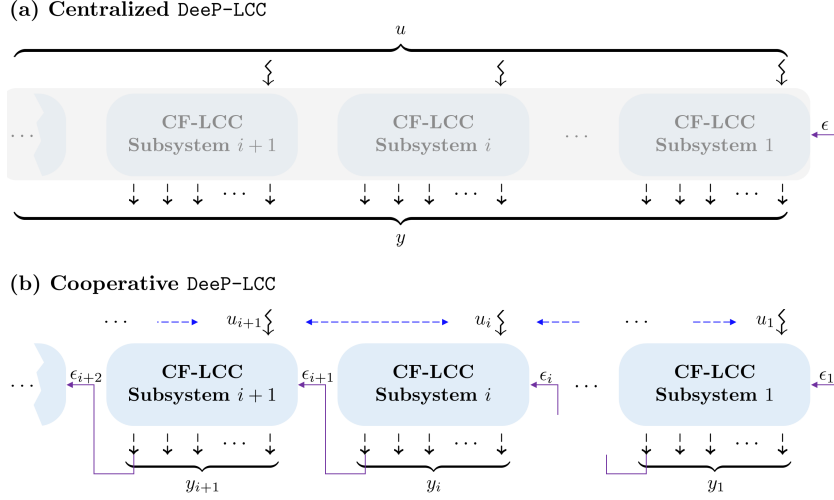 (a) Centralized DeeP-LCC
u
CF-LCC CF-LCC CF-LCC
··· Subsystem i + 1 Subsystem i ··· Subsystem 1 ϵ
··· ··· ···
y
(b) Cooperative DeeP-LCC
··· u_{i+1} u_i ··· u_1
··· ϵ_{i+2} CF-LCC ϵ_{i+1} CF-LCC ϵ_i ··· CF-LCC ϵ_1
Subsystem i + 1 Subsystem i Subsystem 1
··· ··· ···
y_{i+1} y_i y_1